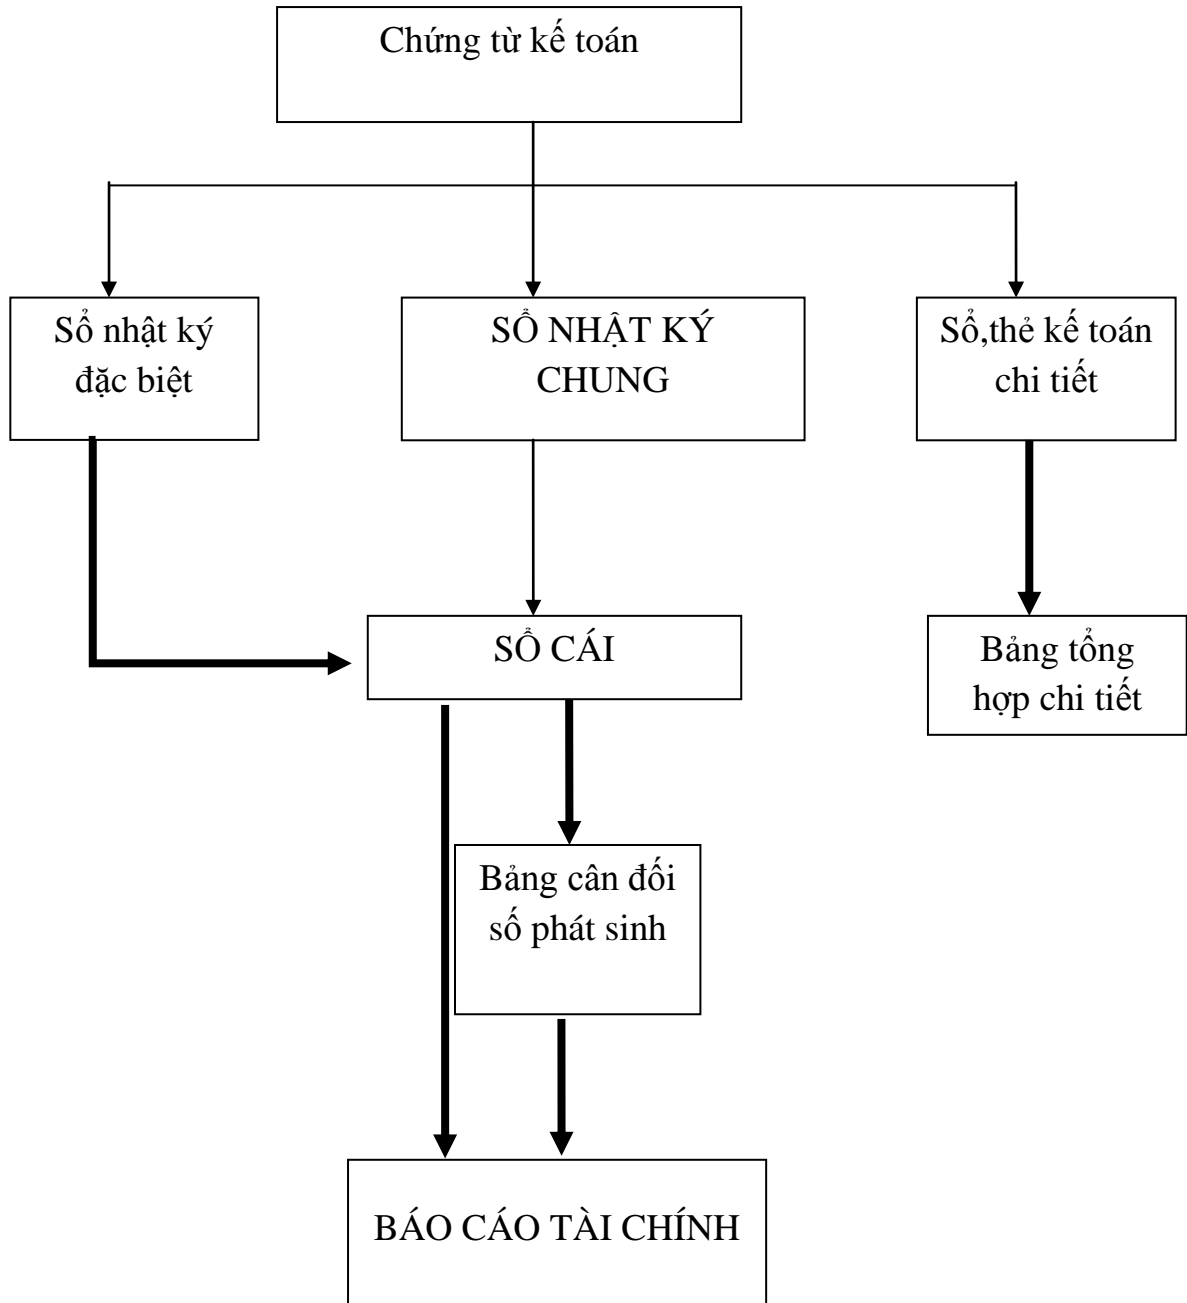 Chứng từ kế toán
Sổ nhật ký
đặc biệt
SỔ NHẬT KÝ
CHUNG
Sổ,thẻ kế toán
chi tiết
SỔ CÁI
Bảng tổng
hợp chi tiết
Bảng cân đối
số phát sinh
BÁO CÁO TÀI CHÍNH